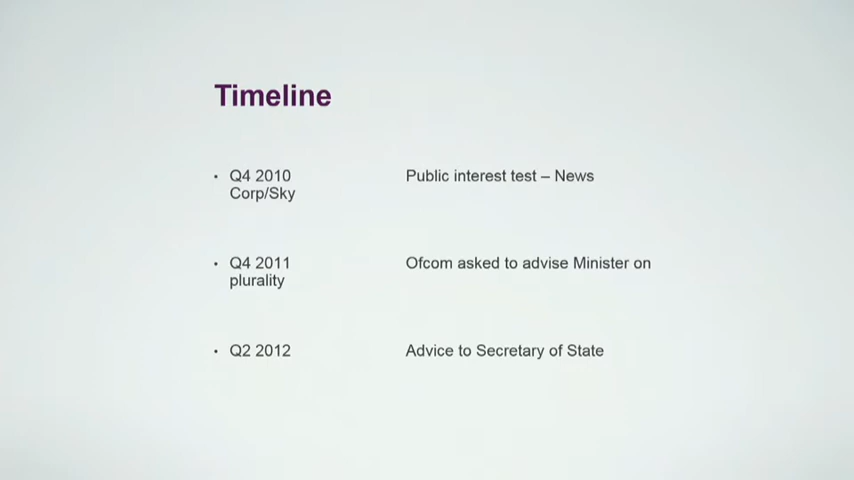 Timeline
• Q4 2010 Public interest test – News
Corp/Sky
• Q4 2011 Ofcom asked to advise Minister on
plurality
• Q2 2012 Advice to Secretary of State